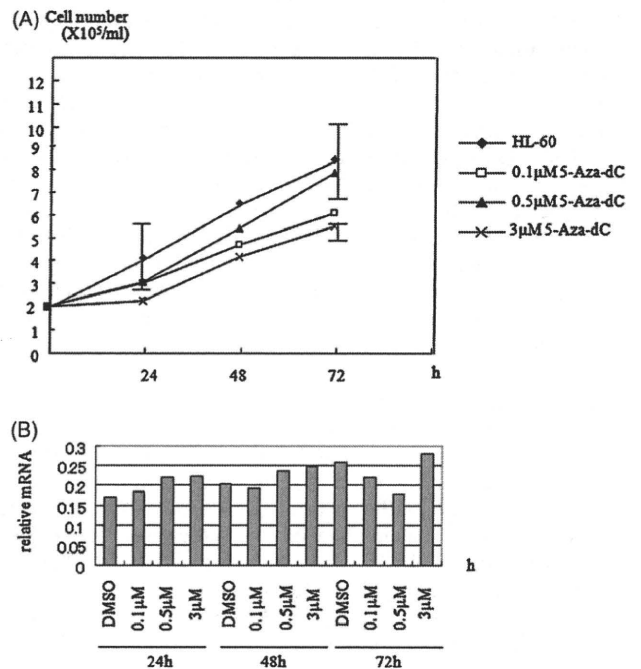 (A) Cell number
(X10⁵/ml)
12
13
10
9
8
7
6
5
4
3
2
1
0
24
48
72
h
HL-60
0.1μM 5-Aza-dC
0.5μM 5-Aza-dC
3μM 5-Aza-dC
(B)
relative mRNA
0.3
0.25
0.2
0.15
0.1
0.05
0
h
DMSO
0.1μM
0.5μM
3μM
DMSO
0.1μM
0.5μM
3μM
DMSO
0.1μM
0.5μM
3μM
24h
48h
72h